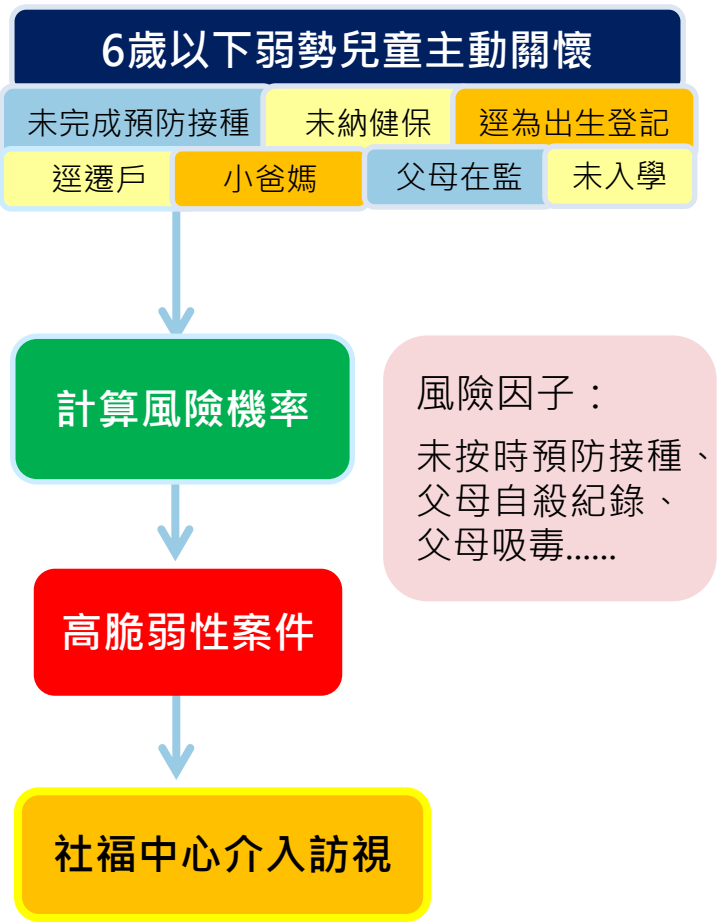 6歲以下弱勢兒童主動關懷
未完成預防接種 未納健保 逕為出生登記
逕遷戶 小爸媽 父母在監 未入學
計算風險機率
風險因子：
未按時預防接種、
父母自殺紀錄、
父母吸毒......
高脆弱性案件
社福中心介入訪視